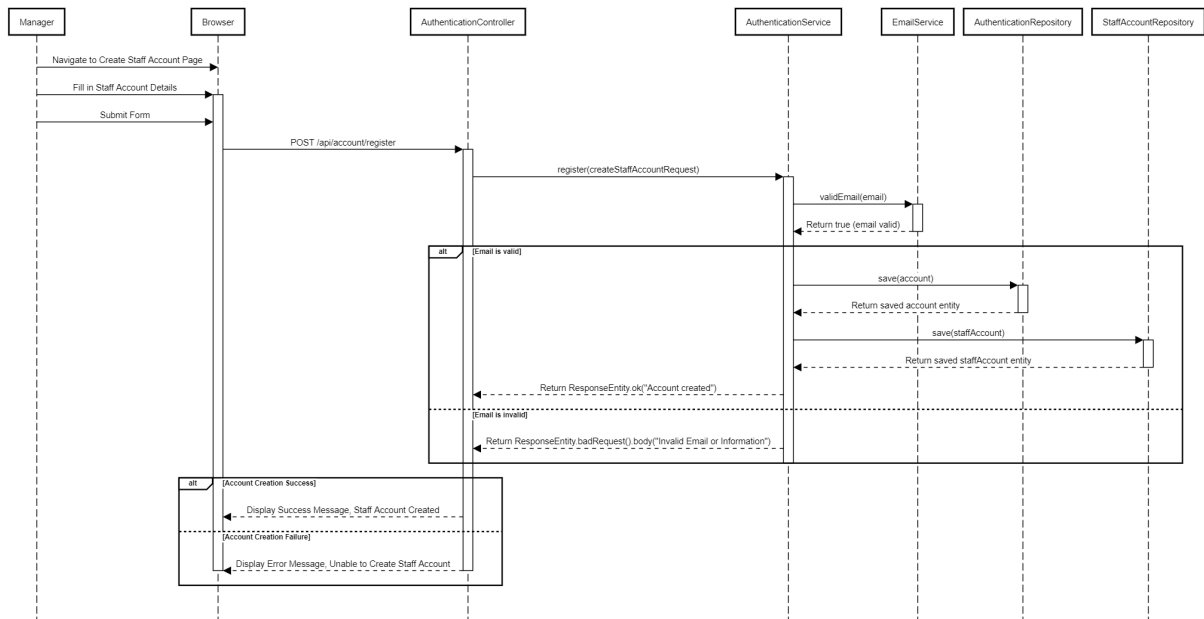 Manager
Browser
AuthenticationController
AuthenticationService
EmailService
AuthenticationRepository
StaffAccountRepository
Navigate to Create Staff Account Page
Fill in Staff Account Details
Submit Form
POST /api/account/register
register(createStaffAccountRequest)
validEmail(email)
Return true (email valid)
alt
[Email is valid]
save(account)
Return saved account entity
save(staffAccount)
Return saved staffAccount entity
Return ResponseEntity.ok("Account created")
[Email is invalid]
Return ResponseEntity.badRequest().body("Invalid Email or Information")
alt
[Account Creation Success]
Display Success Message, Staff Account Created
[Account Creation Failure]
Display Error Message, Unable to Create Staff Account